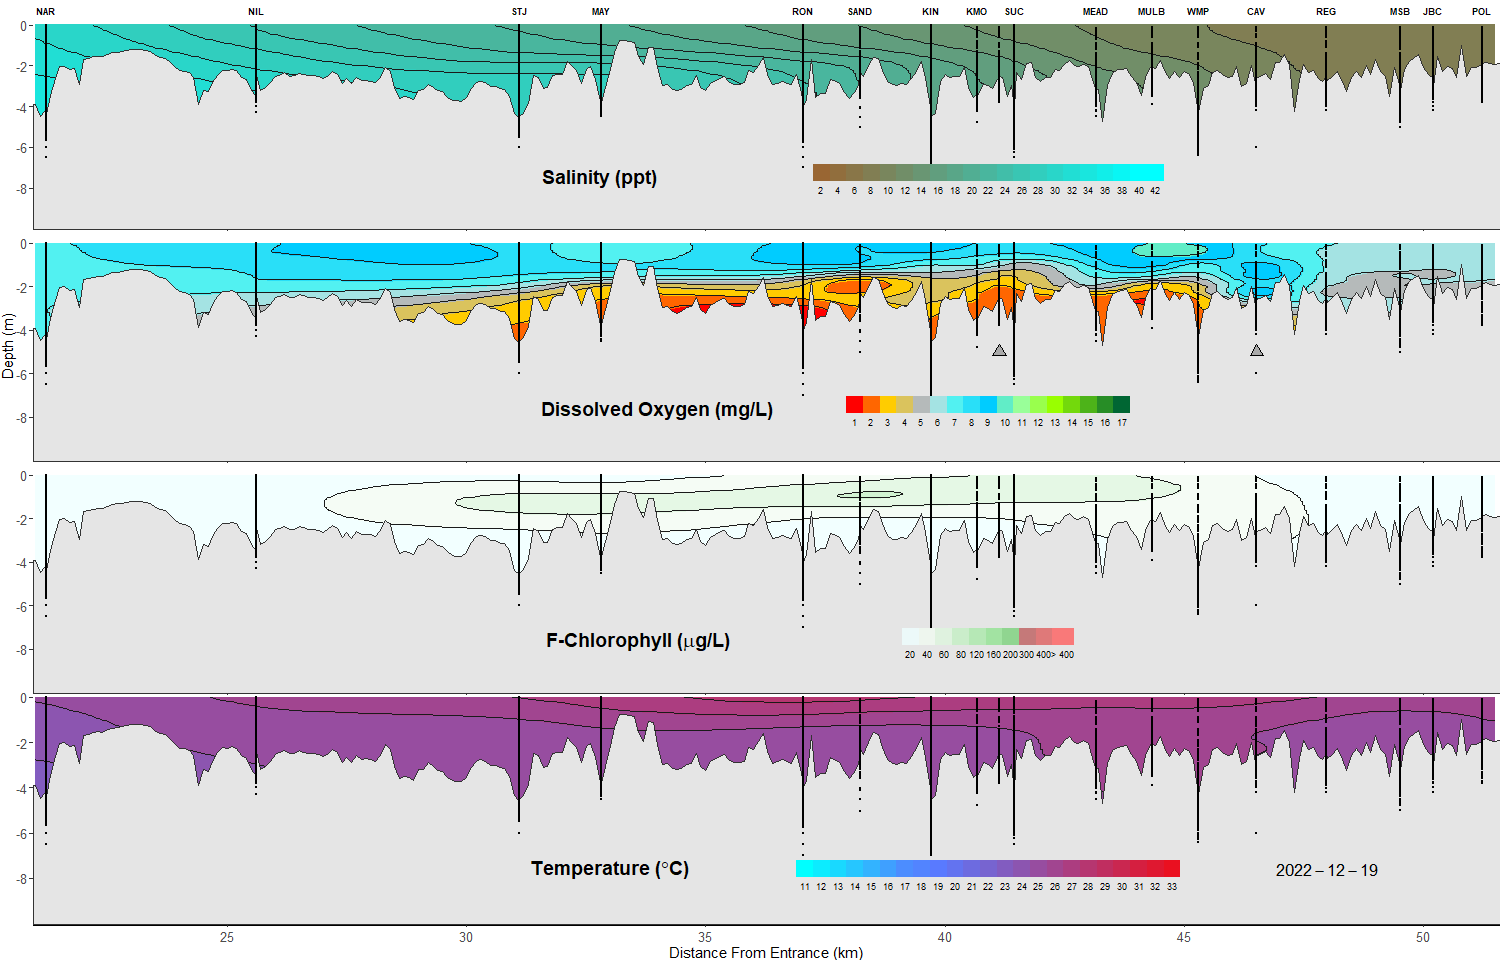 NAR NIL STJ MAY RON SAND KIN KMO SUC MEAD MULB WMP CAV REG MSB JBC POL
0
-2
-4
-6
-8
Salinity (ppt)
2 4 6 8 10 12 14 16 18 20 22 24 26 28 30 32 34 36 38 40 42
0
-2
-4
-6
-8
Dissolved Oxygen (mg/L)
1 2 3 4 5 6 7 8 9 10 11 12 13 14 15 16 17
Depth (m)
0
-2
-4
-6
-8
F-Chlorophyll (μg/L)
20 40 60 80 120 160 200 300 400> 400
0
-2
-4
-6
-8
Temperature (°C)
11 12 13 14 15 16 17 18 19 20 21 22 23 24 25 26 27 28 29 30 31 32 33
2022 – 12 – 19
25 30 35 40 45 50
Distance From Entrance (km)